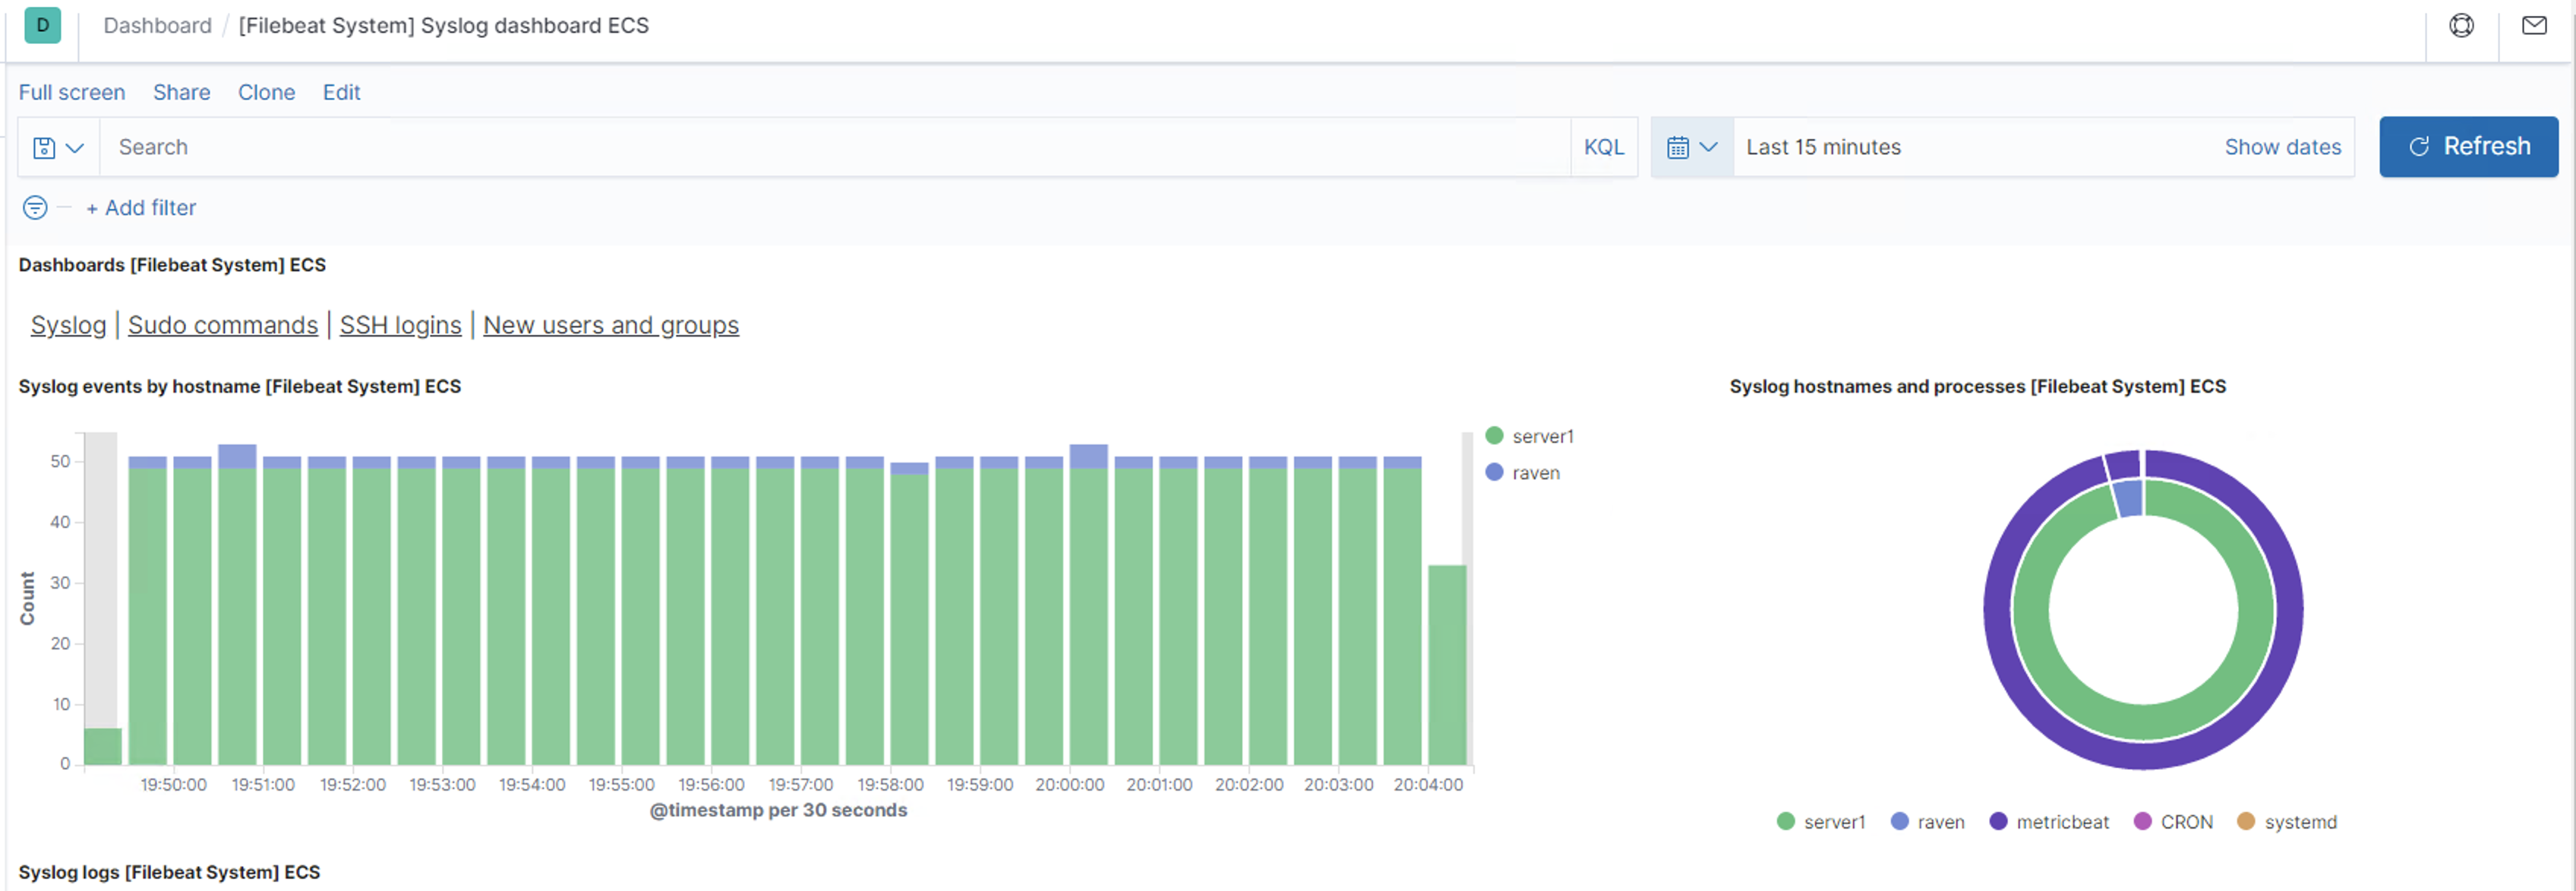 D Dashboard / [Filebeat System] Syslog dashboard ECS
Full screen Share Clone Edit
Search KQL Last 15 minutes Show dates Refresh
+ Add filter
Dashboards [Filebeat System] ECS
Syslog | Sudo commands | SSH logins | New users and groups
Syslog events by hostname [Filebeat System] ECS
50
40
30
20
10
0
Count
19:50:00 19:51:00 19:52:00 19:53:00 19:54:00 19:55:00 19:56:00 19:57:00 19:58:00 19:59:00 20:00:00 20:01:00 20:02:00 20:03:00 20:04:00
@timestamp per 30 seconds
server1
raven
Syslog hostnames and processes [Filebeat System] ECS
server1 raven metricbeat CRON systemd
Syslog logs [Filebeat System] ECS